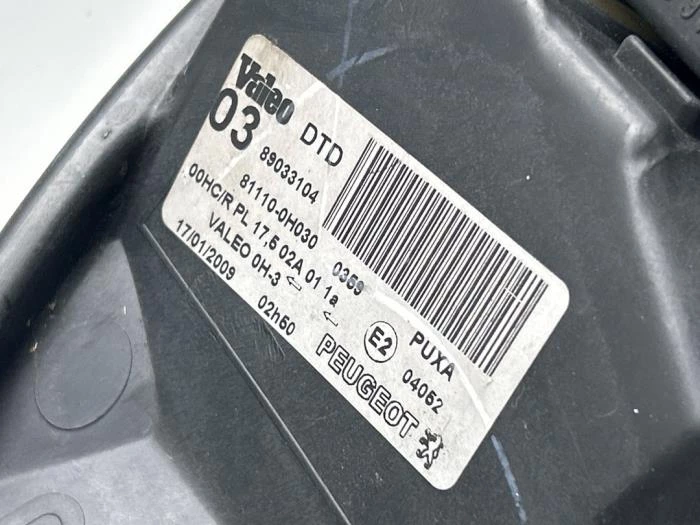 Valeo
03 DTD
89033104
81110-0H030 0359 PUXA
00HC/R PL 17,5 02A 01 1a E2 04052
VALEO 0H-3
17/01/2009 02h50 PEUGEOT